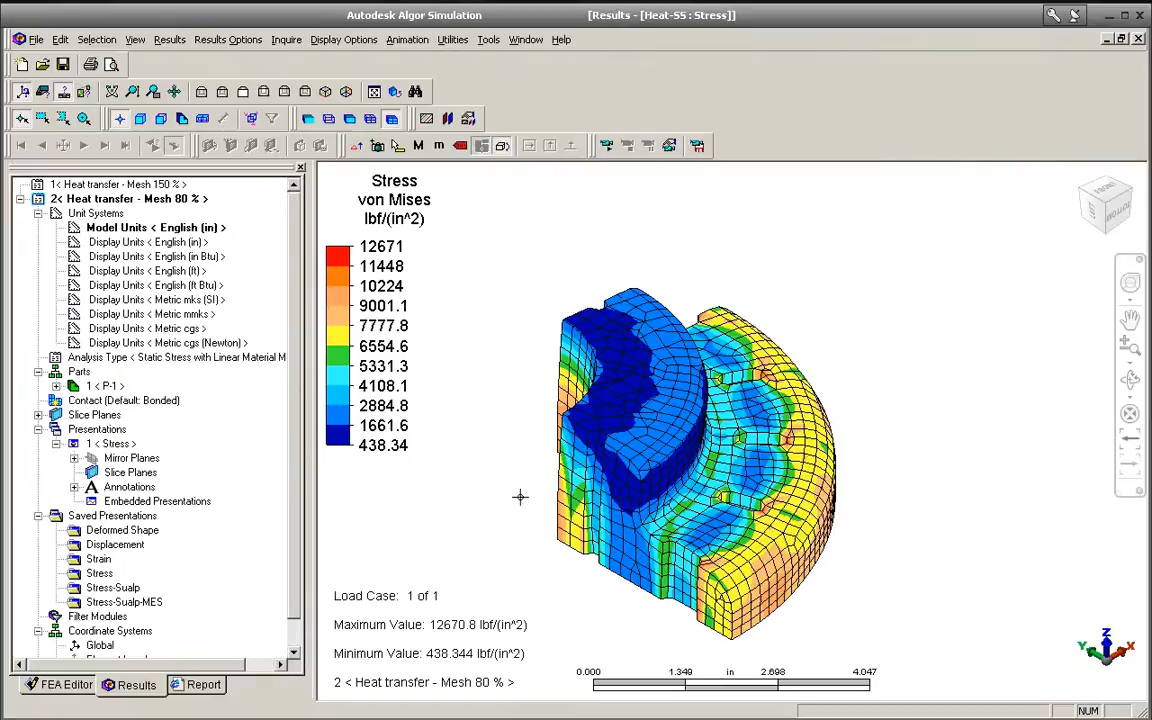 Autodesk Algor Simulation [Results - [Heat-S5 : Stress]]
File Edit Selection View Results Results Options Inquire Display Options Animation Utilities Tools Window Help
1< Heat transfer - Mesh 150 % >
2< Heat transfer - Mesh 80 % >
Unit Systems
Model Units < English (in) >
Display Units < English (in) >
Display Units < English (in Btu) >
Display Units < English (ft) >
Display Units < English (ft Btu) >
Display Units < Metric mks (SI) >
Display Units < Metric mmks >
Display Units < Metric cgs >
Display Units < Metric cgs (Newton) >
Analysis Type < Static Stress with Linear Material M
Parts
1 < P-1 >
Contact (Default: Bonded)
Slice Planes
Presentations
1 < Stress >
Mirror Planes
Slice Planes
A Annotations
Embedded Presentations
Saved Presentations
Deformed Shape
Displacement
Strain
Stress
Stress-Sualp
Stress-Sualp-MES
Filter Modules
Coordinate Systems
Global
FEA Editor Results Report
Stress
von Mises
lbf/(in^2)
12671
11448
10224
9001.1
7777.8
6554.6
5331.3
4108.1
2884.8
1661.6
438.34
Load Case: 1 of 1
Maximum Value: 12670.8 lbf/(in^2)
Minimum Value: 438.344 lbf/(in^2)
2 < Heat transfer - Mesh 80 % >
0.000 1.349 in 2.698 4.047
FRONT
BOTTOM
Z
Y
X
M m
NUM